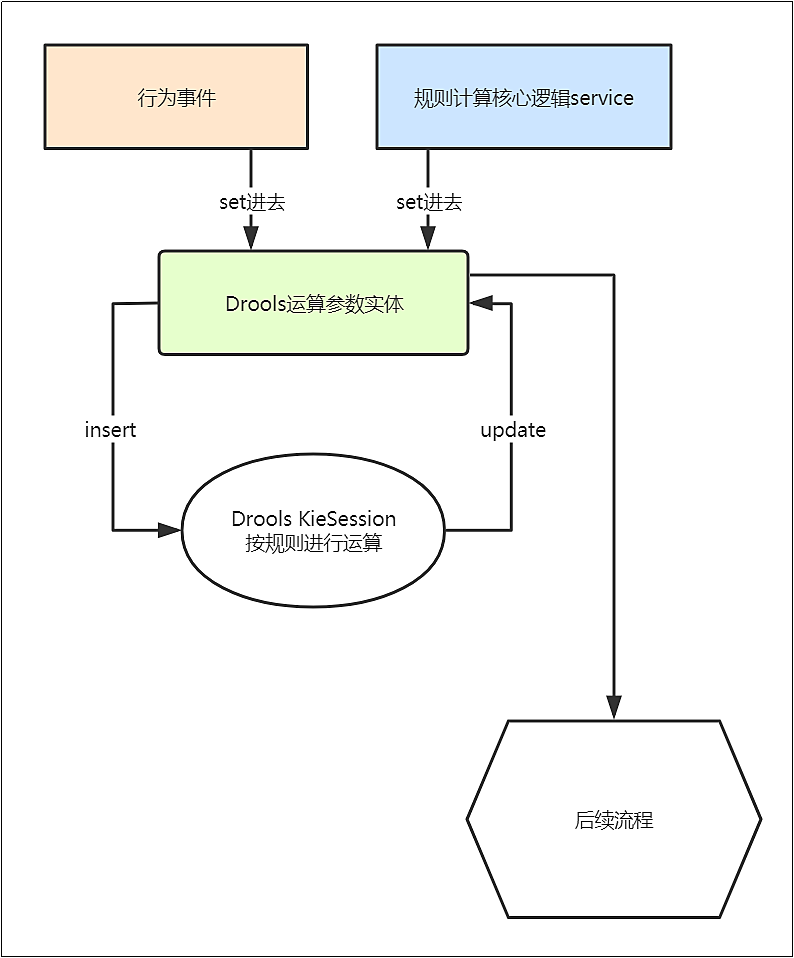 行为事件
规则计算核心逻辑service
set进去
set进去
Drools运算参数实体
insert
update
Drools KieSession
按规则进行运算
后续流程